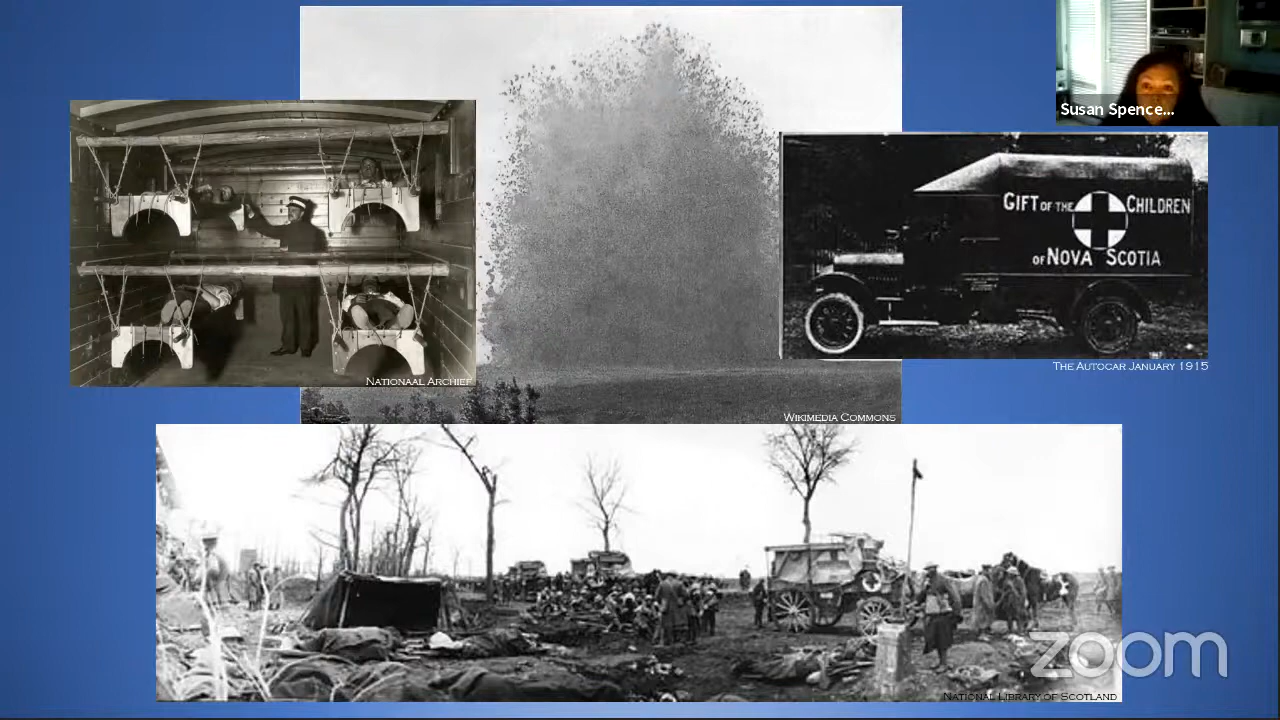 Susan Spence...
GIFT OF THE CHILDREN
OF NOVA SCOTIA
THE AUTOCAR JANUARY 1915
NATIONAAL ARCHIEF
WIKIMEDIA COMMONS
NATIONAL LIBRARY OF SCOTLAND
zoom